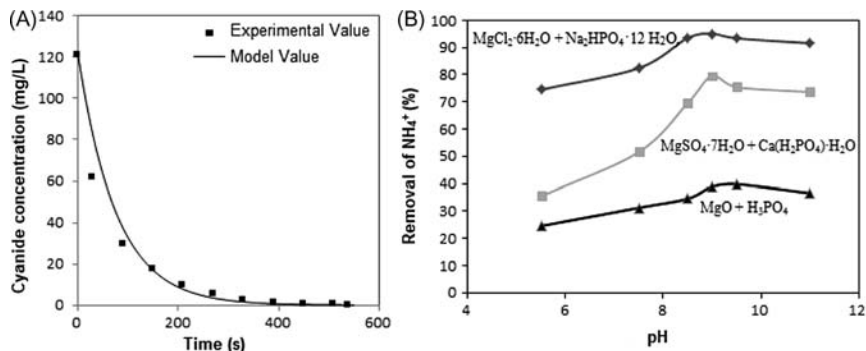 (A)
140
120
100
80
60
40
20
0
Cyanide concentration (mg/L)
Experimental Value
Model Value
0 200 400 600
Time (s)
(B)
100
90
80
70
60
50
40
30
20
10
0
Removal of NH₄⁺ (%)
MgCl₂·6H₂O + Na₂HPO₄·12 H₂O
MgSO₄·7H₂O + Ca(H₂PO₄)·H₂O
MgO + H₃PO₄
4 6 8 10 12
pH